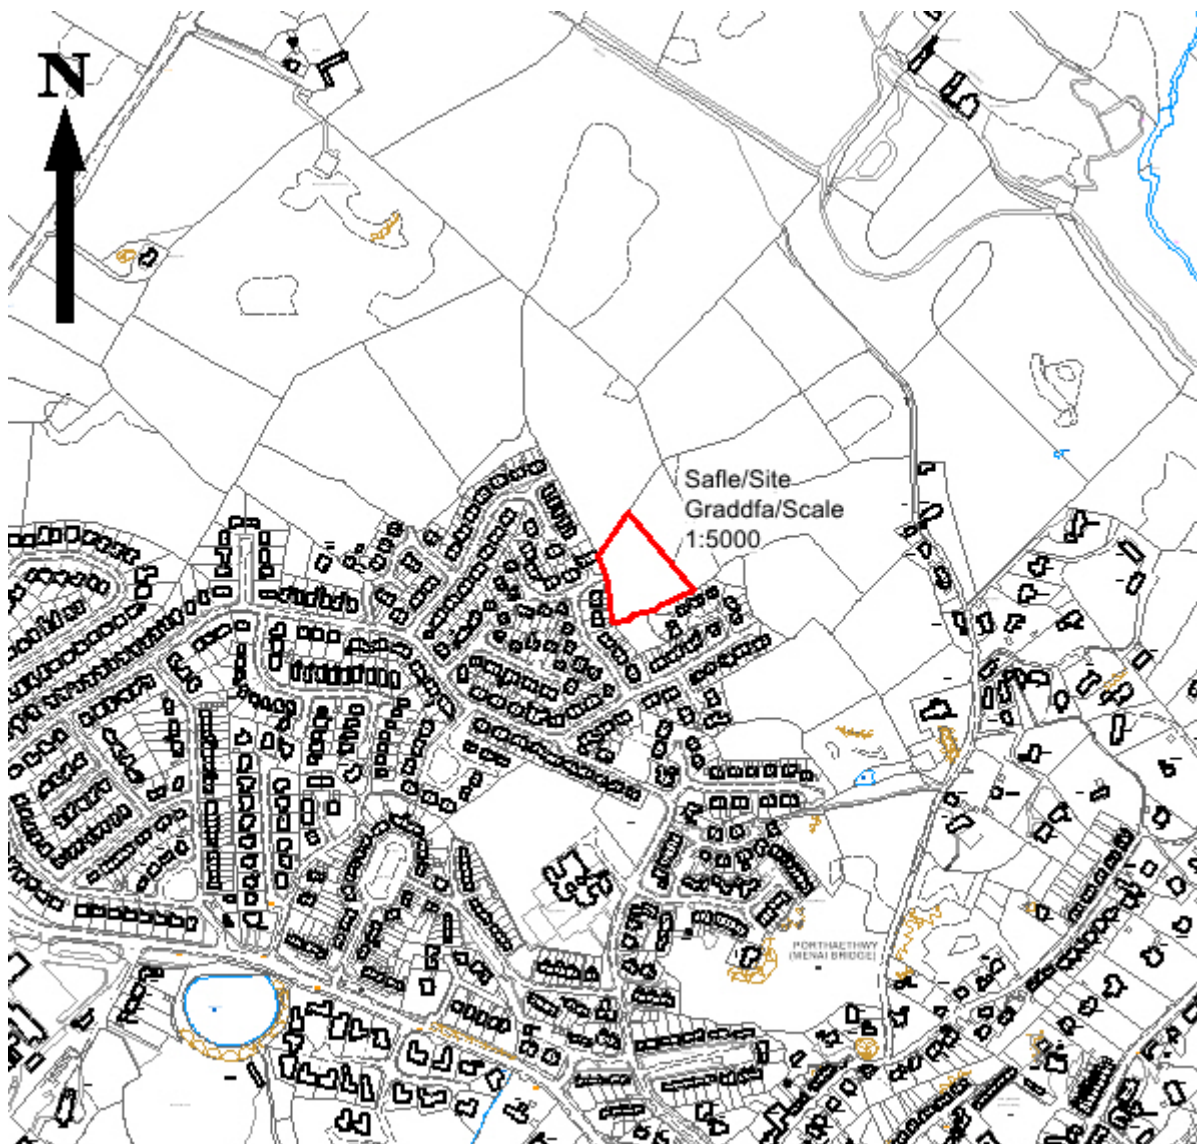 N
Safle/Site
Graddfa/Scale
1:5000
PORTHAETHWY
(MENAI BRIDGE)